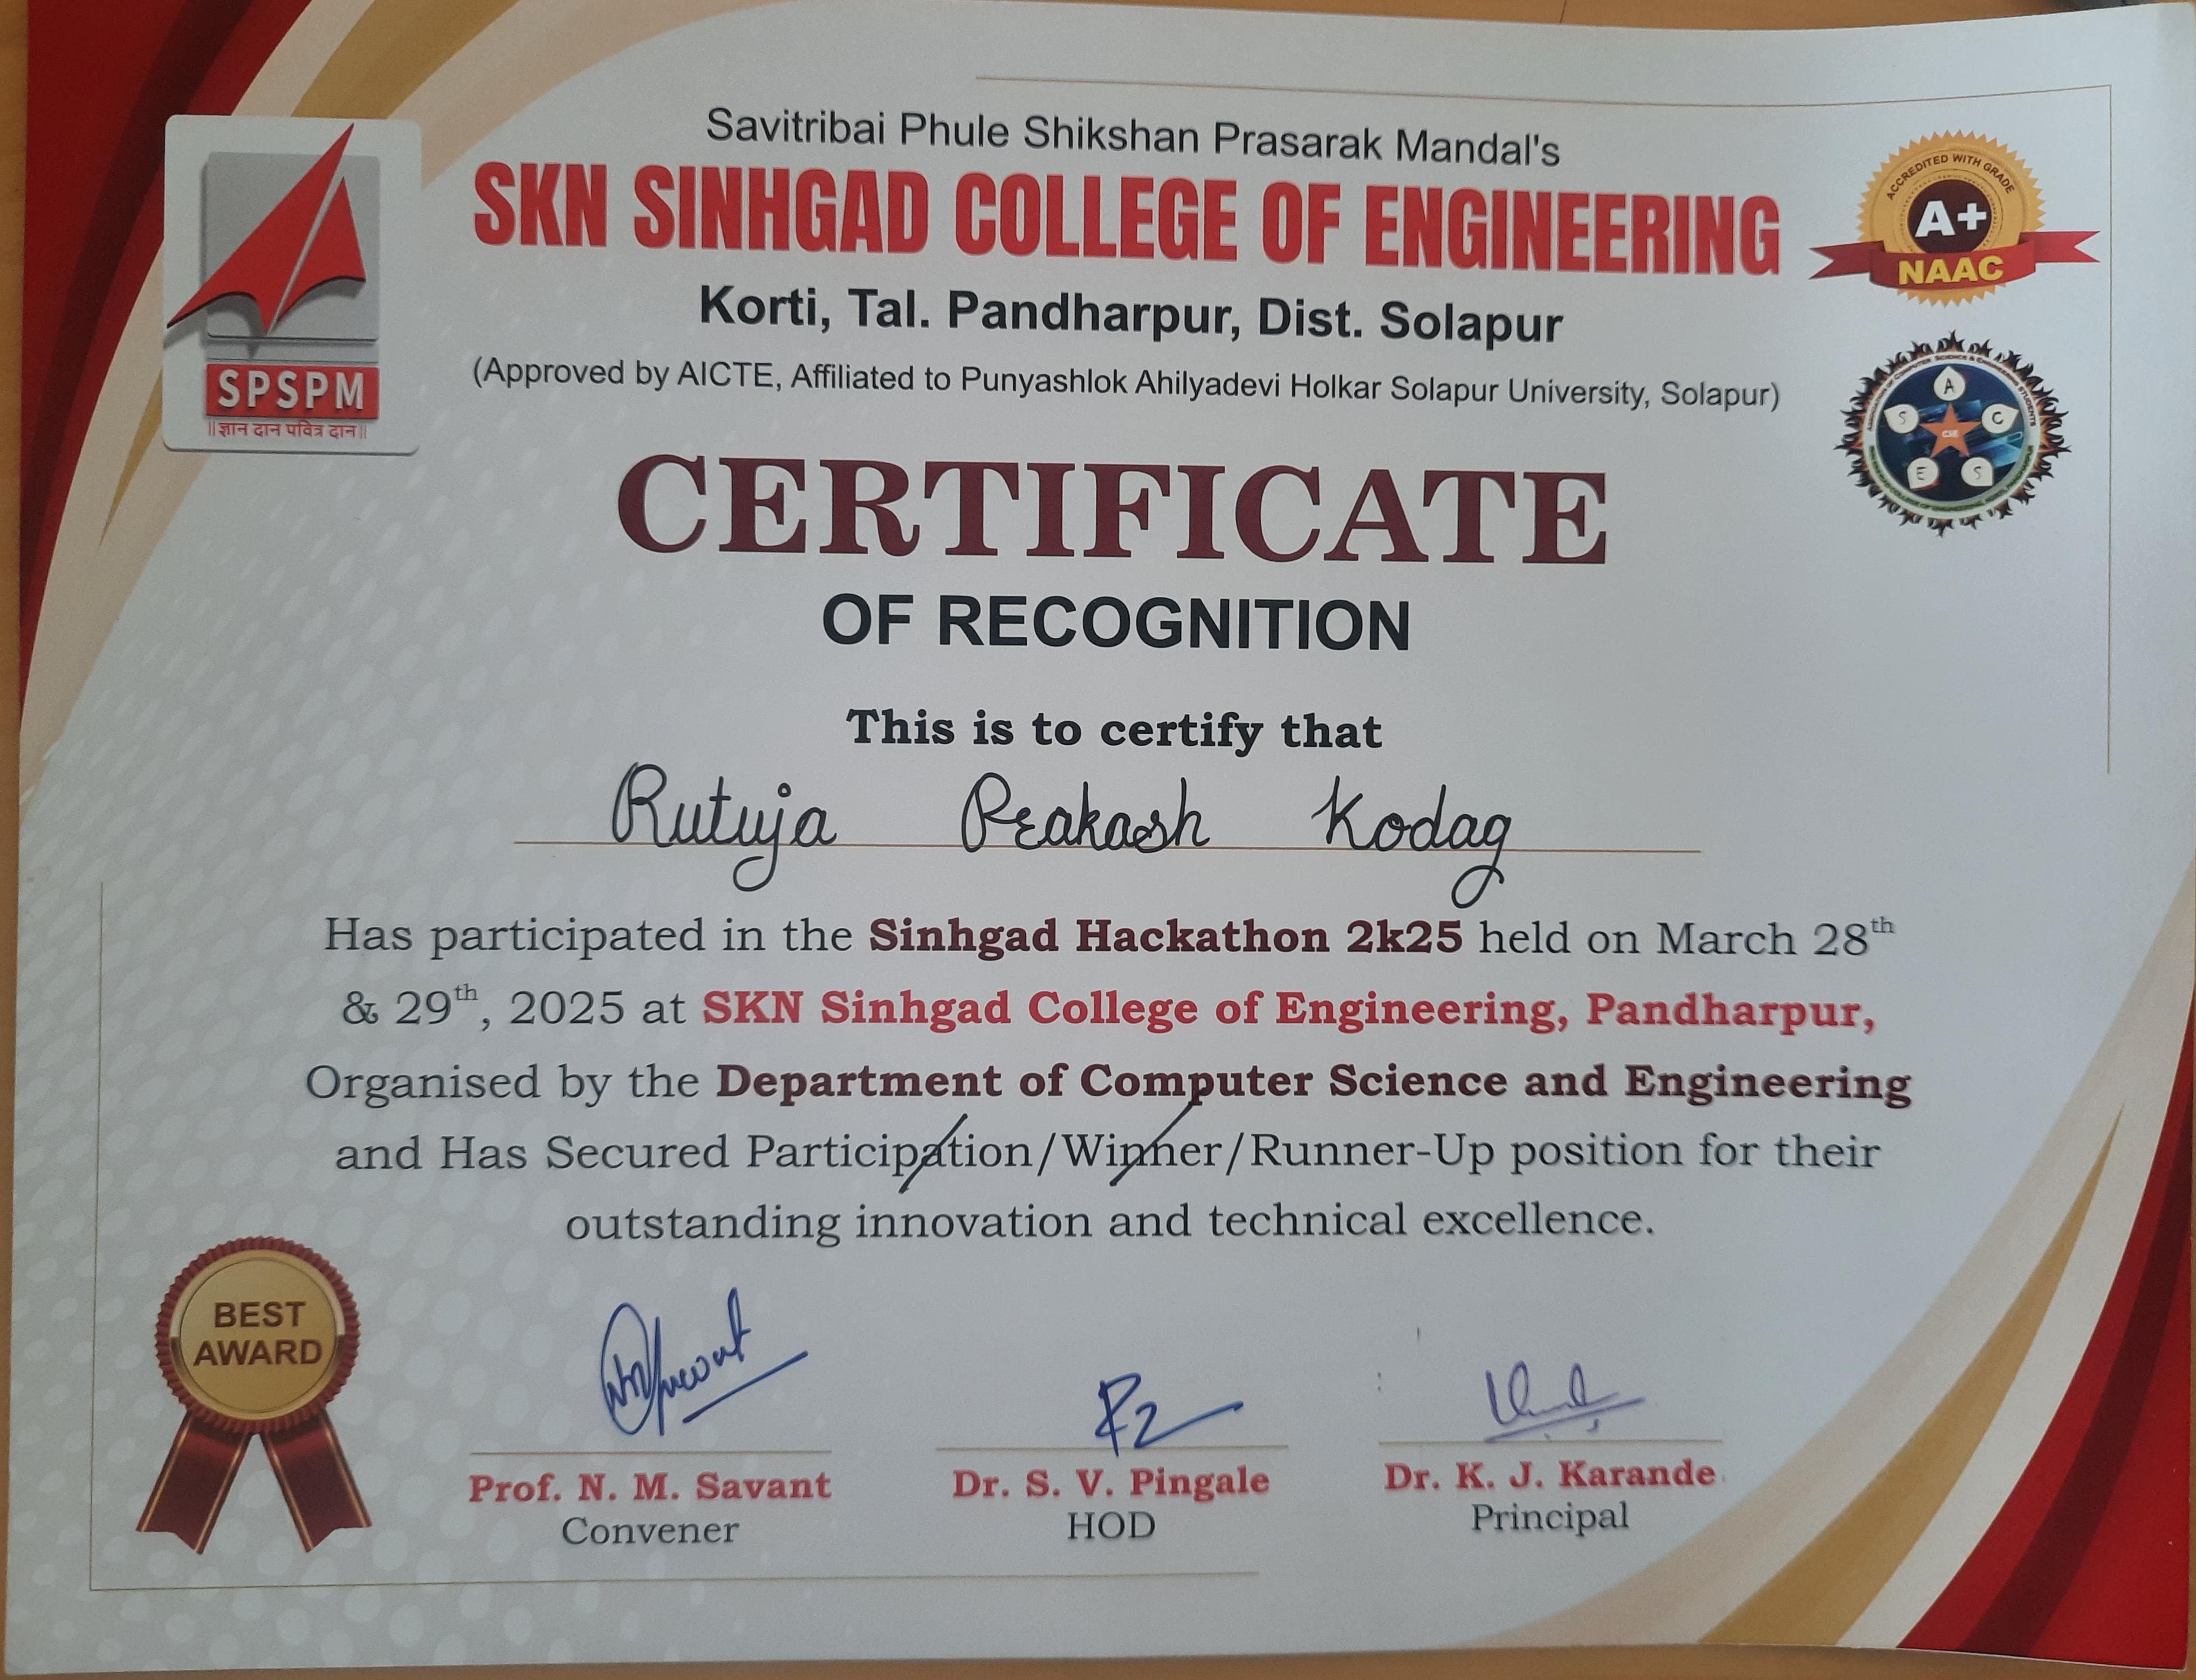 Savitribai Phule Shikshan Prasarak Mandal's
SKN SINHGAD COLLEGE OF ENGINEERING
Korti, Tal. Pandharpur, Dist. Solapur
(Approved by AICTE, Affiliated to Punyashlok Ahilyadevi Holkar Solapur University, Solapur)
SPSPM
||ज्ञान दान पवित्र दान||
ACCREDITED WITH GRADE
A+
NAAC
A
C
S
E
S
CSE
CERTIFICATE
OF RECOGNITION
This is to certify that
Rutuja Prakash Kodag
Has participated in the Sinhgad Hackathon 2k25 held on March 28th
& 29th, 2025 at SKN Sinhgad College of Engineering, Pandharpur,
Organised by the Department of Computer Science and Engineering
and Has Secured Participation/Winner/Runner-Up position for their
outstanding innovation and technical excellence.
BEST
AWARD
Prof. N. M. Savant
Convener
Dr. S. V. Pingale
HOD
Dr. K. J. Karande
Principal